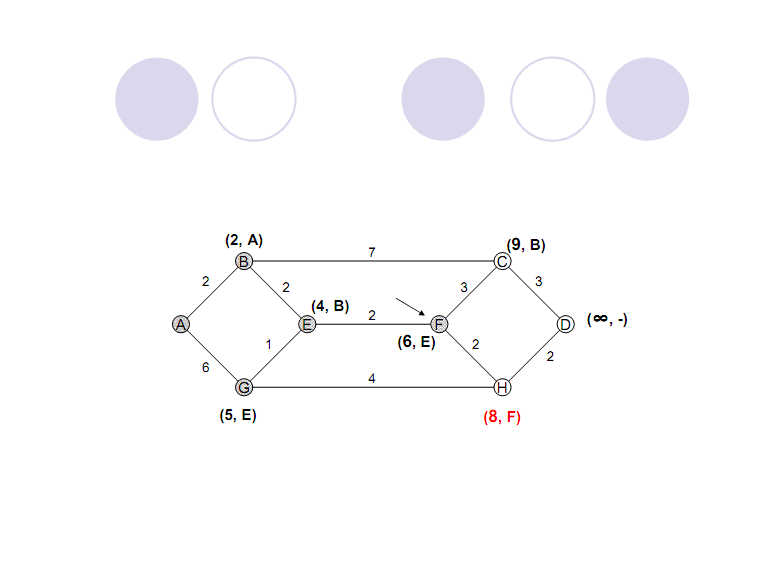 (2, A)
(9, B)
B
7
C
2
2
3
3
(4, B)
A
E
2
F
D
(∞, -)
(6, E)
1
2
2
6
4
G
H
(5, E)
(8, F)